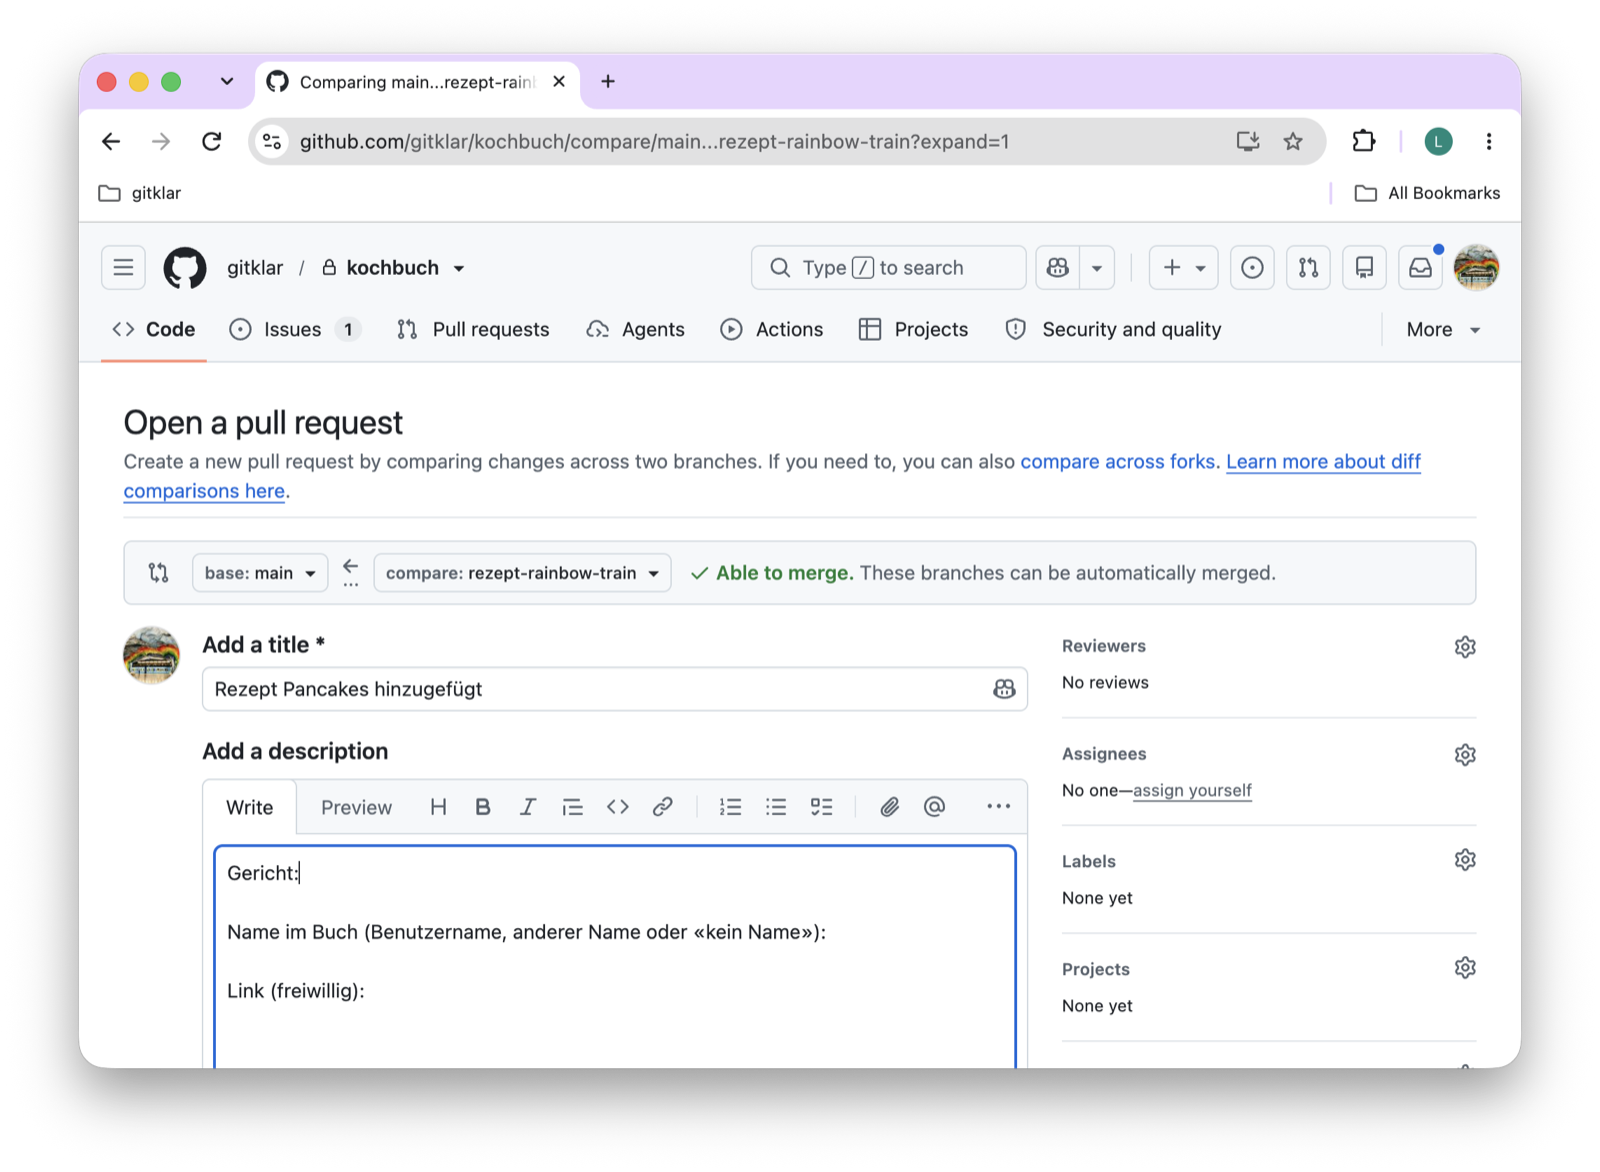 Comparing main...rezept-rain
github.com/gitklar/kochbuch/compare/main...rezept-rainbow-train?expand=1
L
gitklar
All Bookmarks
gitklar / kochbuch
Type / to search
Code
Issues 1
Pull requests
Agents
Actions
Projects
Security and quality
More
Open a pull request
Create a new pull request by comparing changes across two branches. If you need to, you can also compare across forks. Learn more about diff
comparisons here.
base: main
compare: rezept-rainbow-train
Able to merge. These branches can be automatically merged.
Add a title *
Rezept Pancakes hinzugefügt
Add a description
Write
Preview
Gericht:
Name im Buch (Benutzername, anderer Name oder «kein Name»):
Link (freiwillig):
Reviewers
No reviews
Assignees
No one—assign yourself
Labels
None yet
Projects
None yet